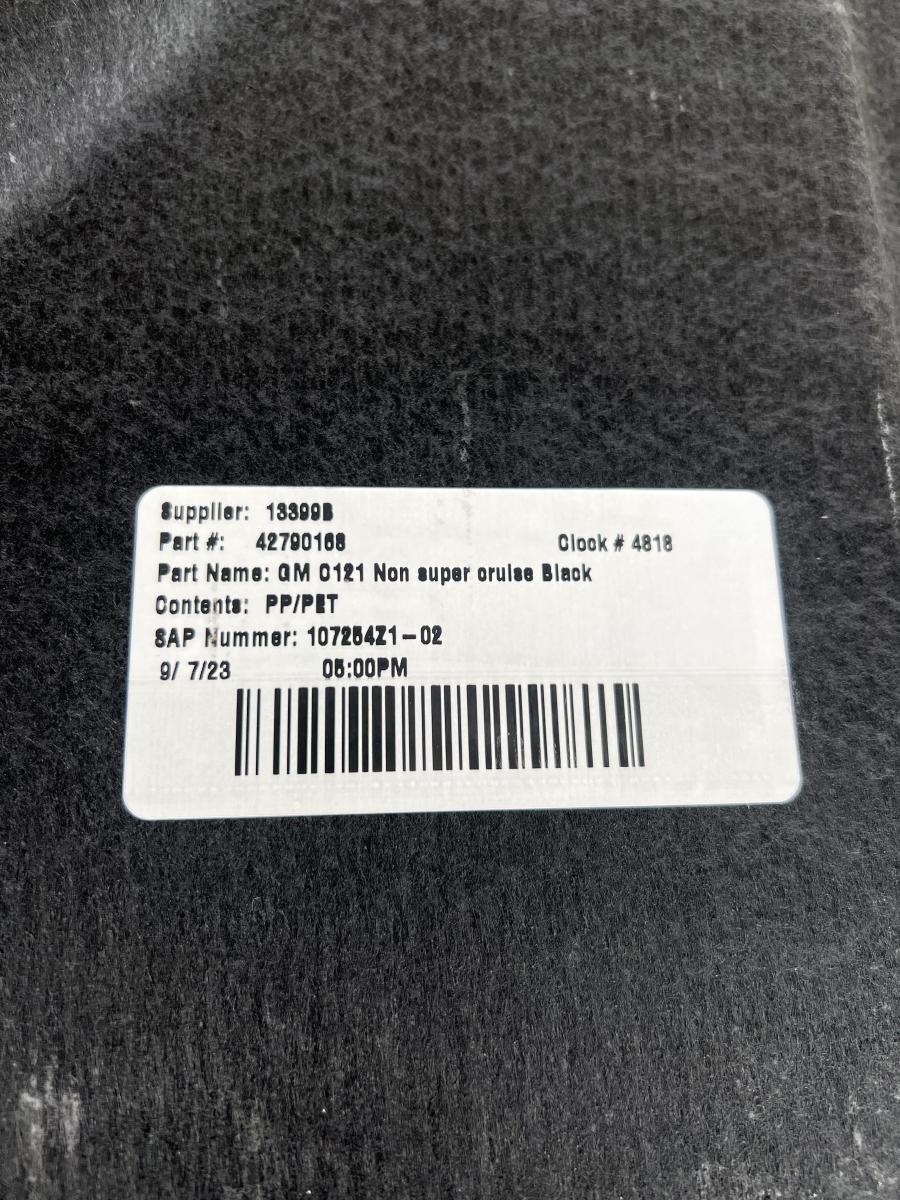 Supplier: 13399B
Part #: 42790168 Clock # 4818
Part Name: GM C121 Non super cruise Black
Contents: PP/PET
SAP Nummer: 107254Z1-02
9/ 7/23 05:00PM